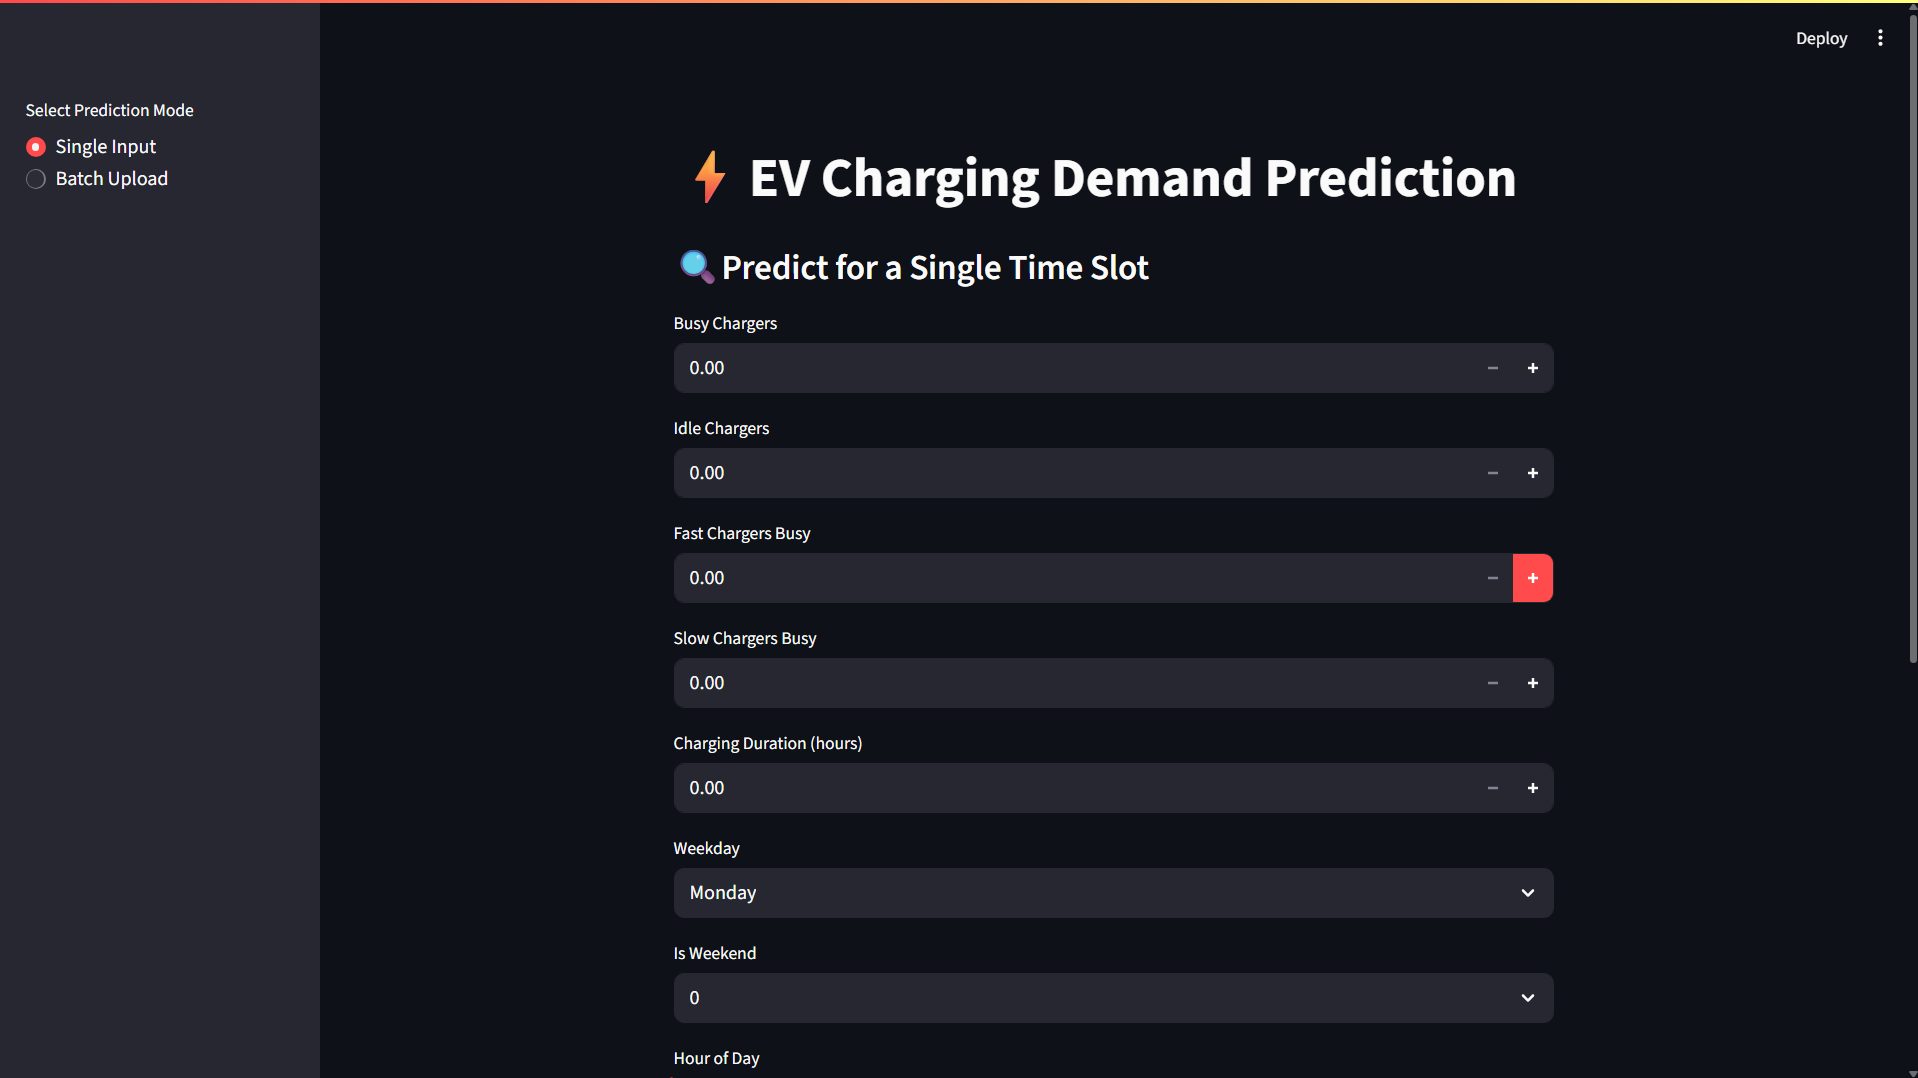 Deploy
Select Prediction Mode
Single Input
Batch Upload
EV Charging Demand Prediction
Predict for a Single Time Slot
Busy Chargers
0.00
Idle Chargers
0.00
Fast Chargers Busy
0.00
Slow Chargers Busy
0.00
Charging Duration (hours)
0.00
Weekday
Monday
Is Weekend
0
Hour of Day